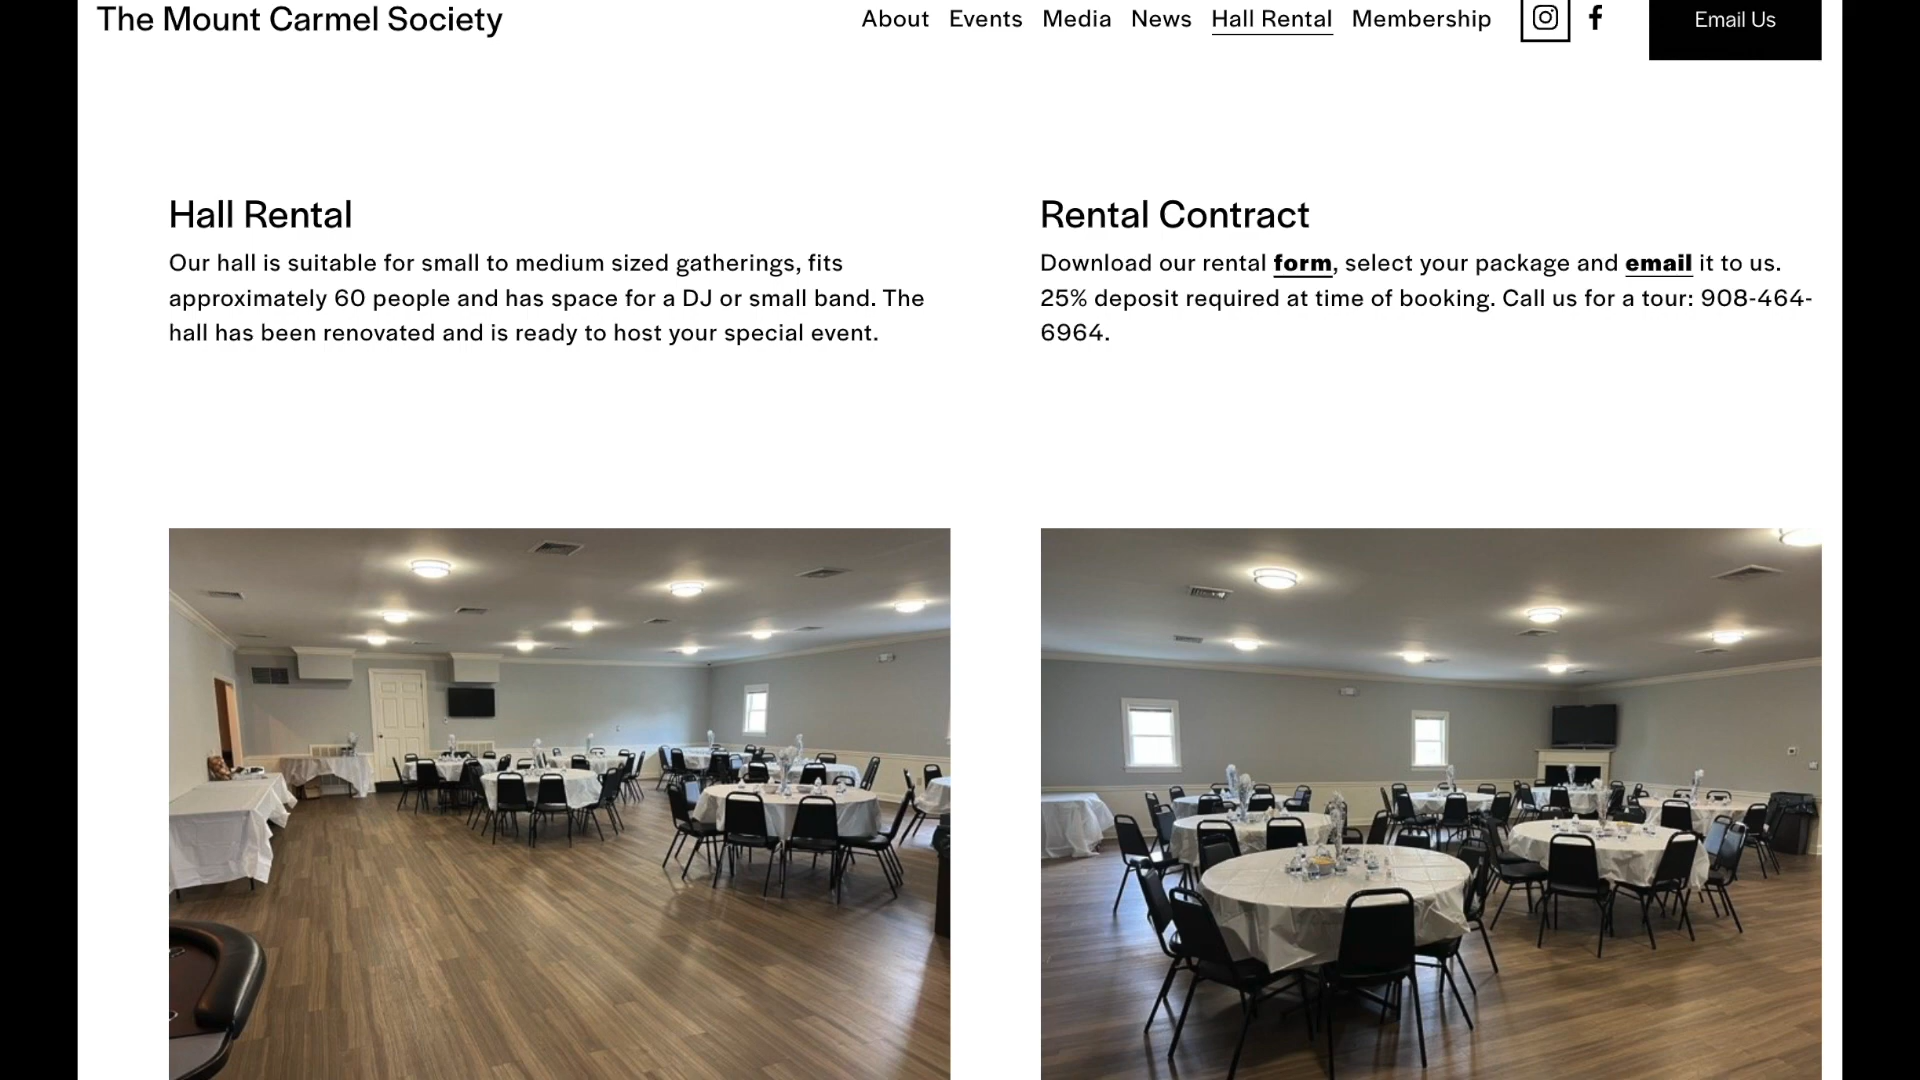 The Mount Carmel Society
About Events Media News Hall Rental Membership
Email Us
Hall Rental
Our hall is suitable for small to medium sized gatherings, fits
approximately 60 people and has space for a DJ or small band. The
hall has been renovated and is ready to host your special event.
Rental Contract
Download our rental form, select your package and email it to us.
25% deposit required at time of booking. Call us for a tour: 908-464-
6964.